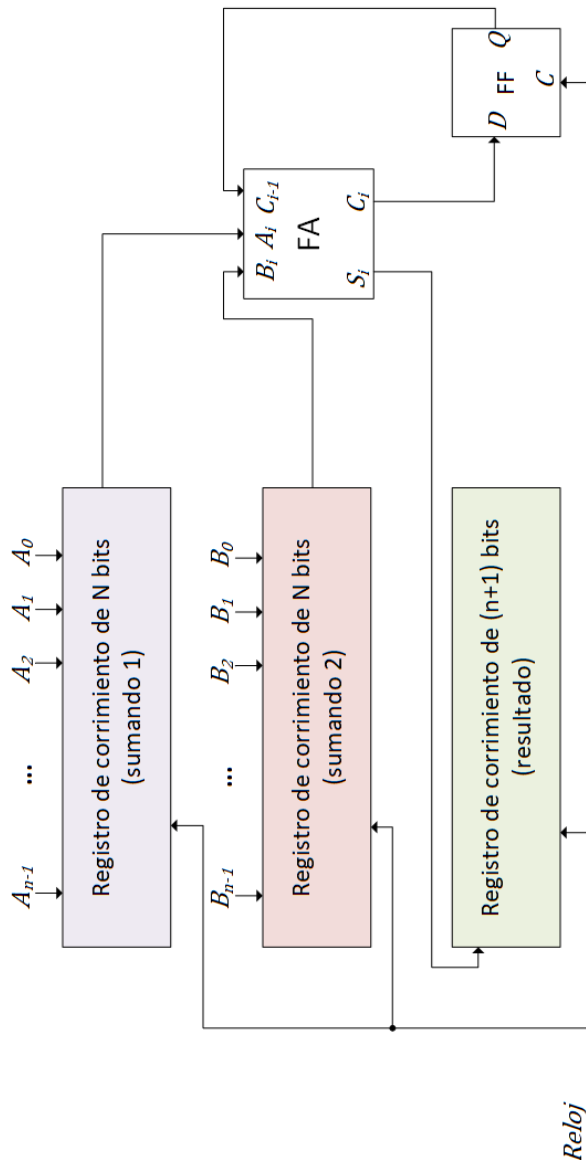 A_{n-1} ... A_2 A_1 A_0
Registro de corrimiento de N bits
(sumando 1)
B_{n-1} ... B_2 B_1 B_0
Registro de corrimiento de N bits
(sumando 2)
B_i A_i C_{i-1}
FA
S_i C_i
Registro de corrimiento de (n+1) bits
(resultado)
D Q
FF
C
Reloj